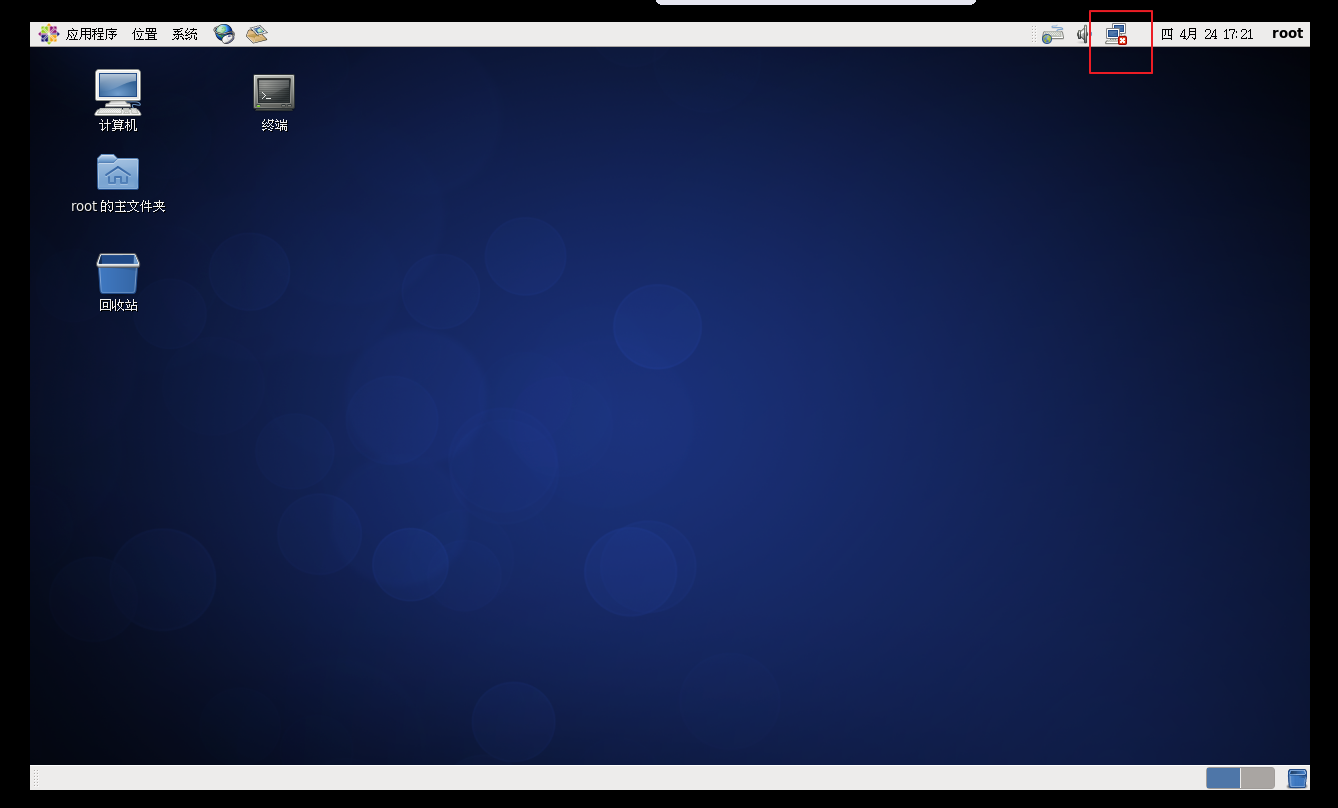 应用程序 位置 系统 四 4月 24 17:21 root
计算机 终端
root 的主文件夹
回收站